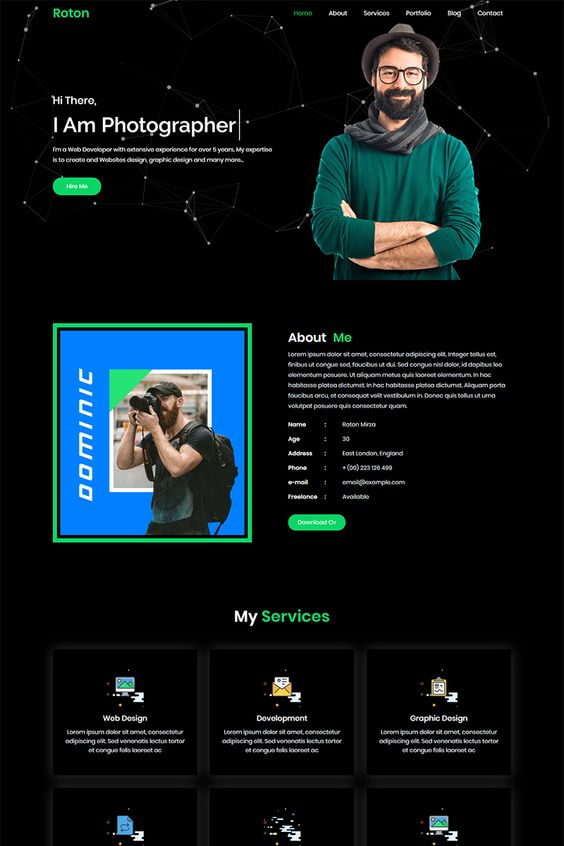 Roton
Home About Services Portfolio Blog Contact
Hi There,
I Am Photographer
I'm a Web Developer with extensive experience for over 5 years. My expertise
is to create and Websites design, graphic design and many more...
Hire Me
DOMINIC
About Me
Lorem ipsum dolor sit amet, consectetur adipiscing elit. Integer tellus est,
finibus ut congue sed, faucibus ut dui. Sed congue nisl dolor, id dapibus leo
elementum posuere. Ut aliquam metus quis laoreet elementum. In hac
habitasse platea dictumst. In hac habitasse platea dictumst. Aliquam porta
faucibus arcu, et consequat velit vestibulum in. Donec quis tellus ut urna
volutpat posuere quis consectetur quam.
Name : Roton Mirza
Age : 30
Address : East London, England
Phone : + (00) 223 126 499
e-mail : email@example.com
Freelance : Available
Download Cv
My Services
Web Design
Lorem ipsum dolor sit amet, consectetur
adipiscing elit. Sed venenatis lectus tortor
et congue felis laoreet ac
Development
Lorem ipsum dolor sit amet, consectetur
adipiscing elit. Sed venenatis lectus tortor
et congue felis laoreet ac
Graphic Design
Lorem ipsum dolor sit amet, consectetur
adipiscing elit. Sed venonatis lectus tortor
et congue felis laoreet ac